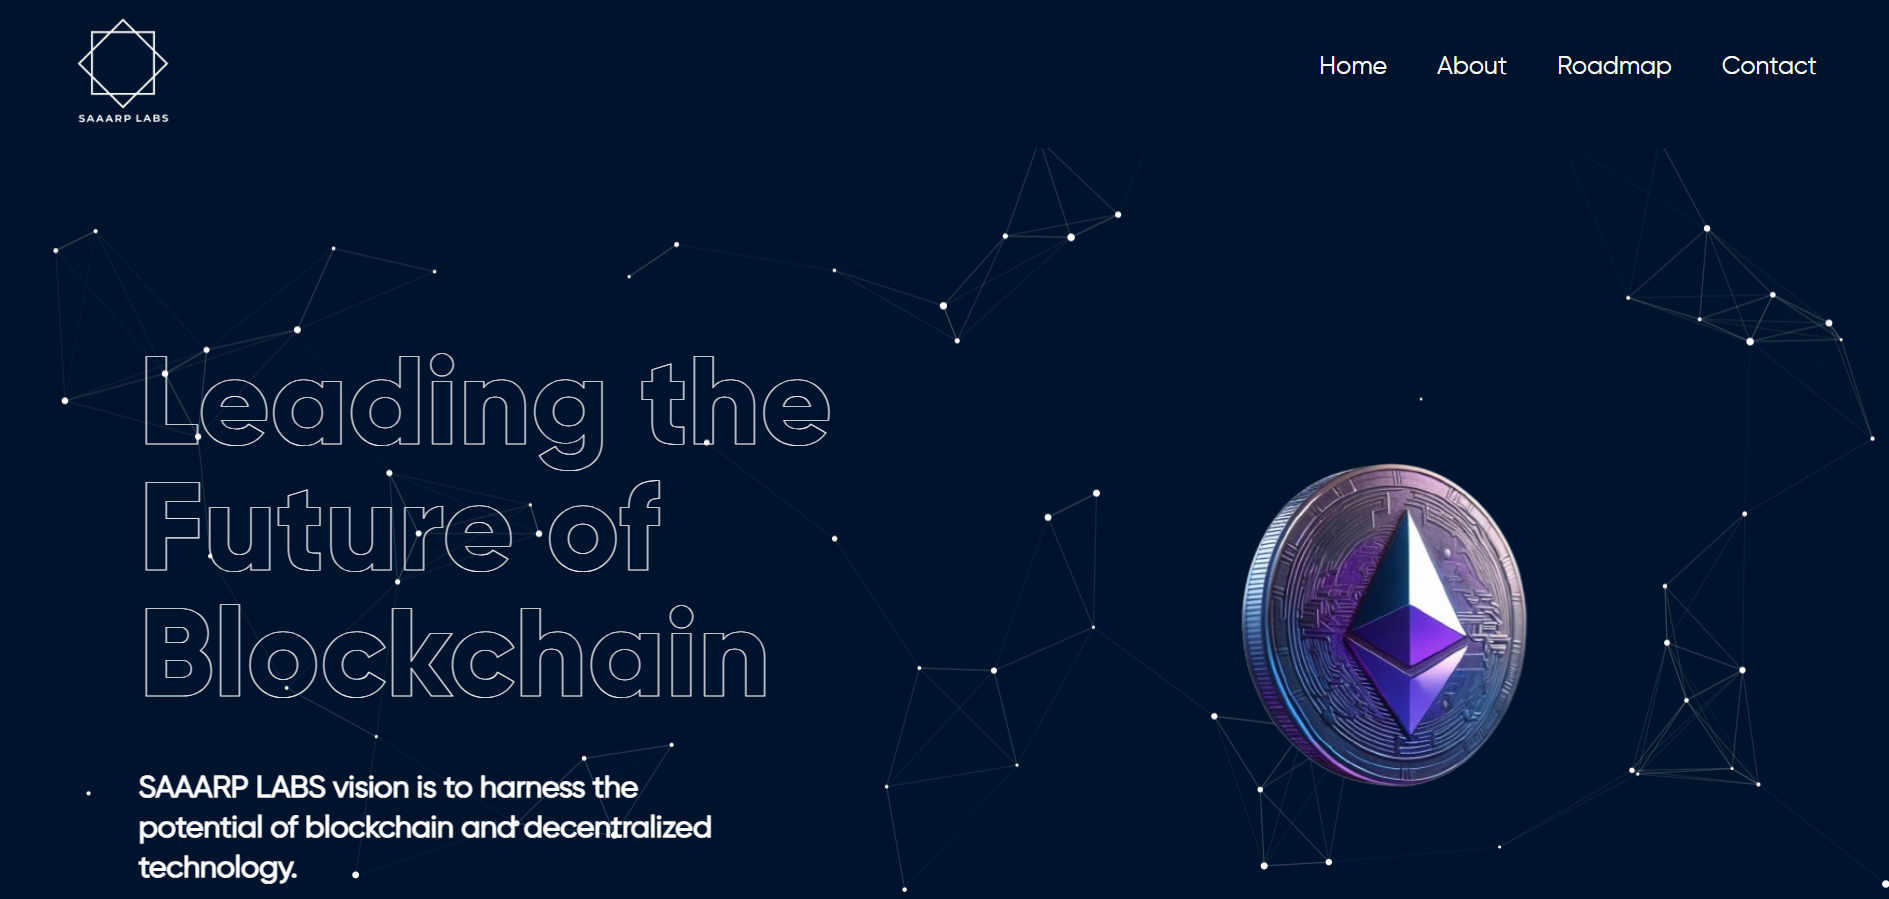 SAAARP LABS
Home About Roadmap Contact
Leading the
Future of
Blockchain
SAAARP LABS vision is to harness the
potential of blockchain and decentralized
technology.